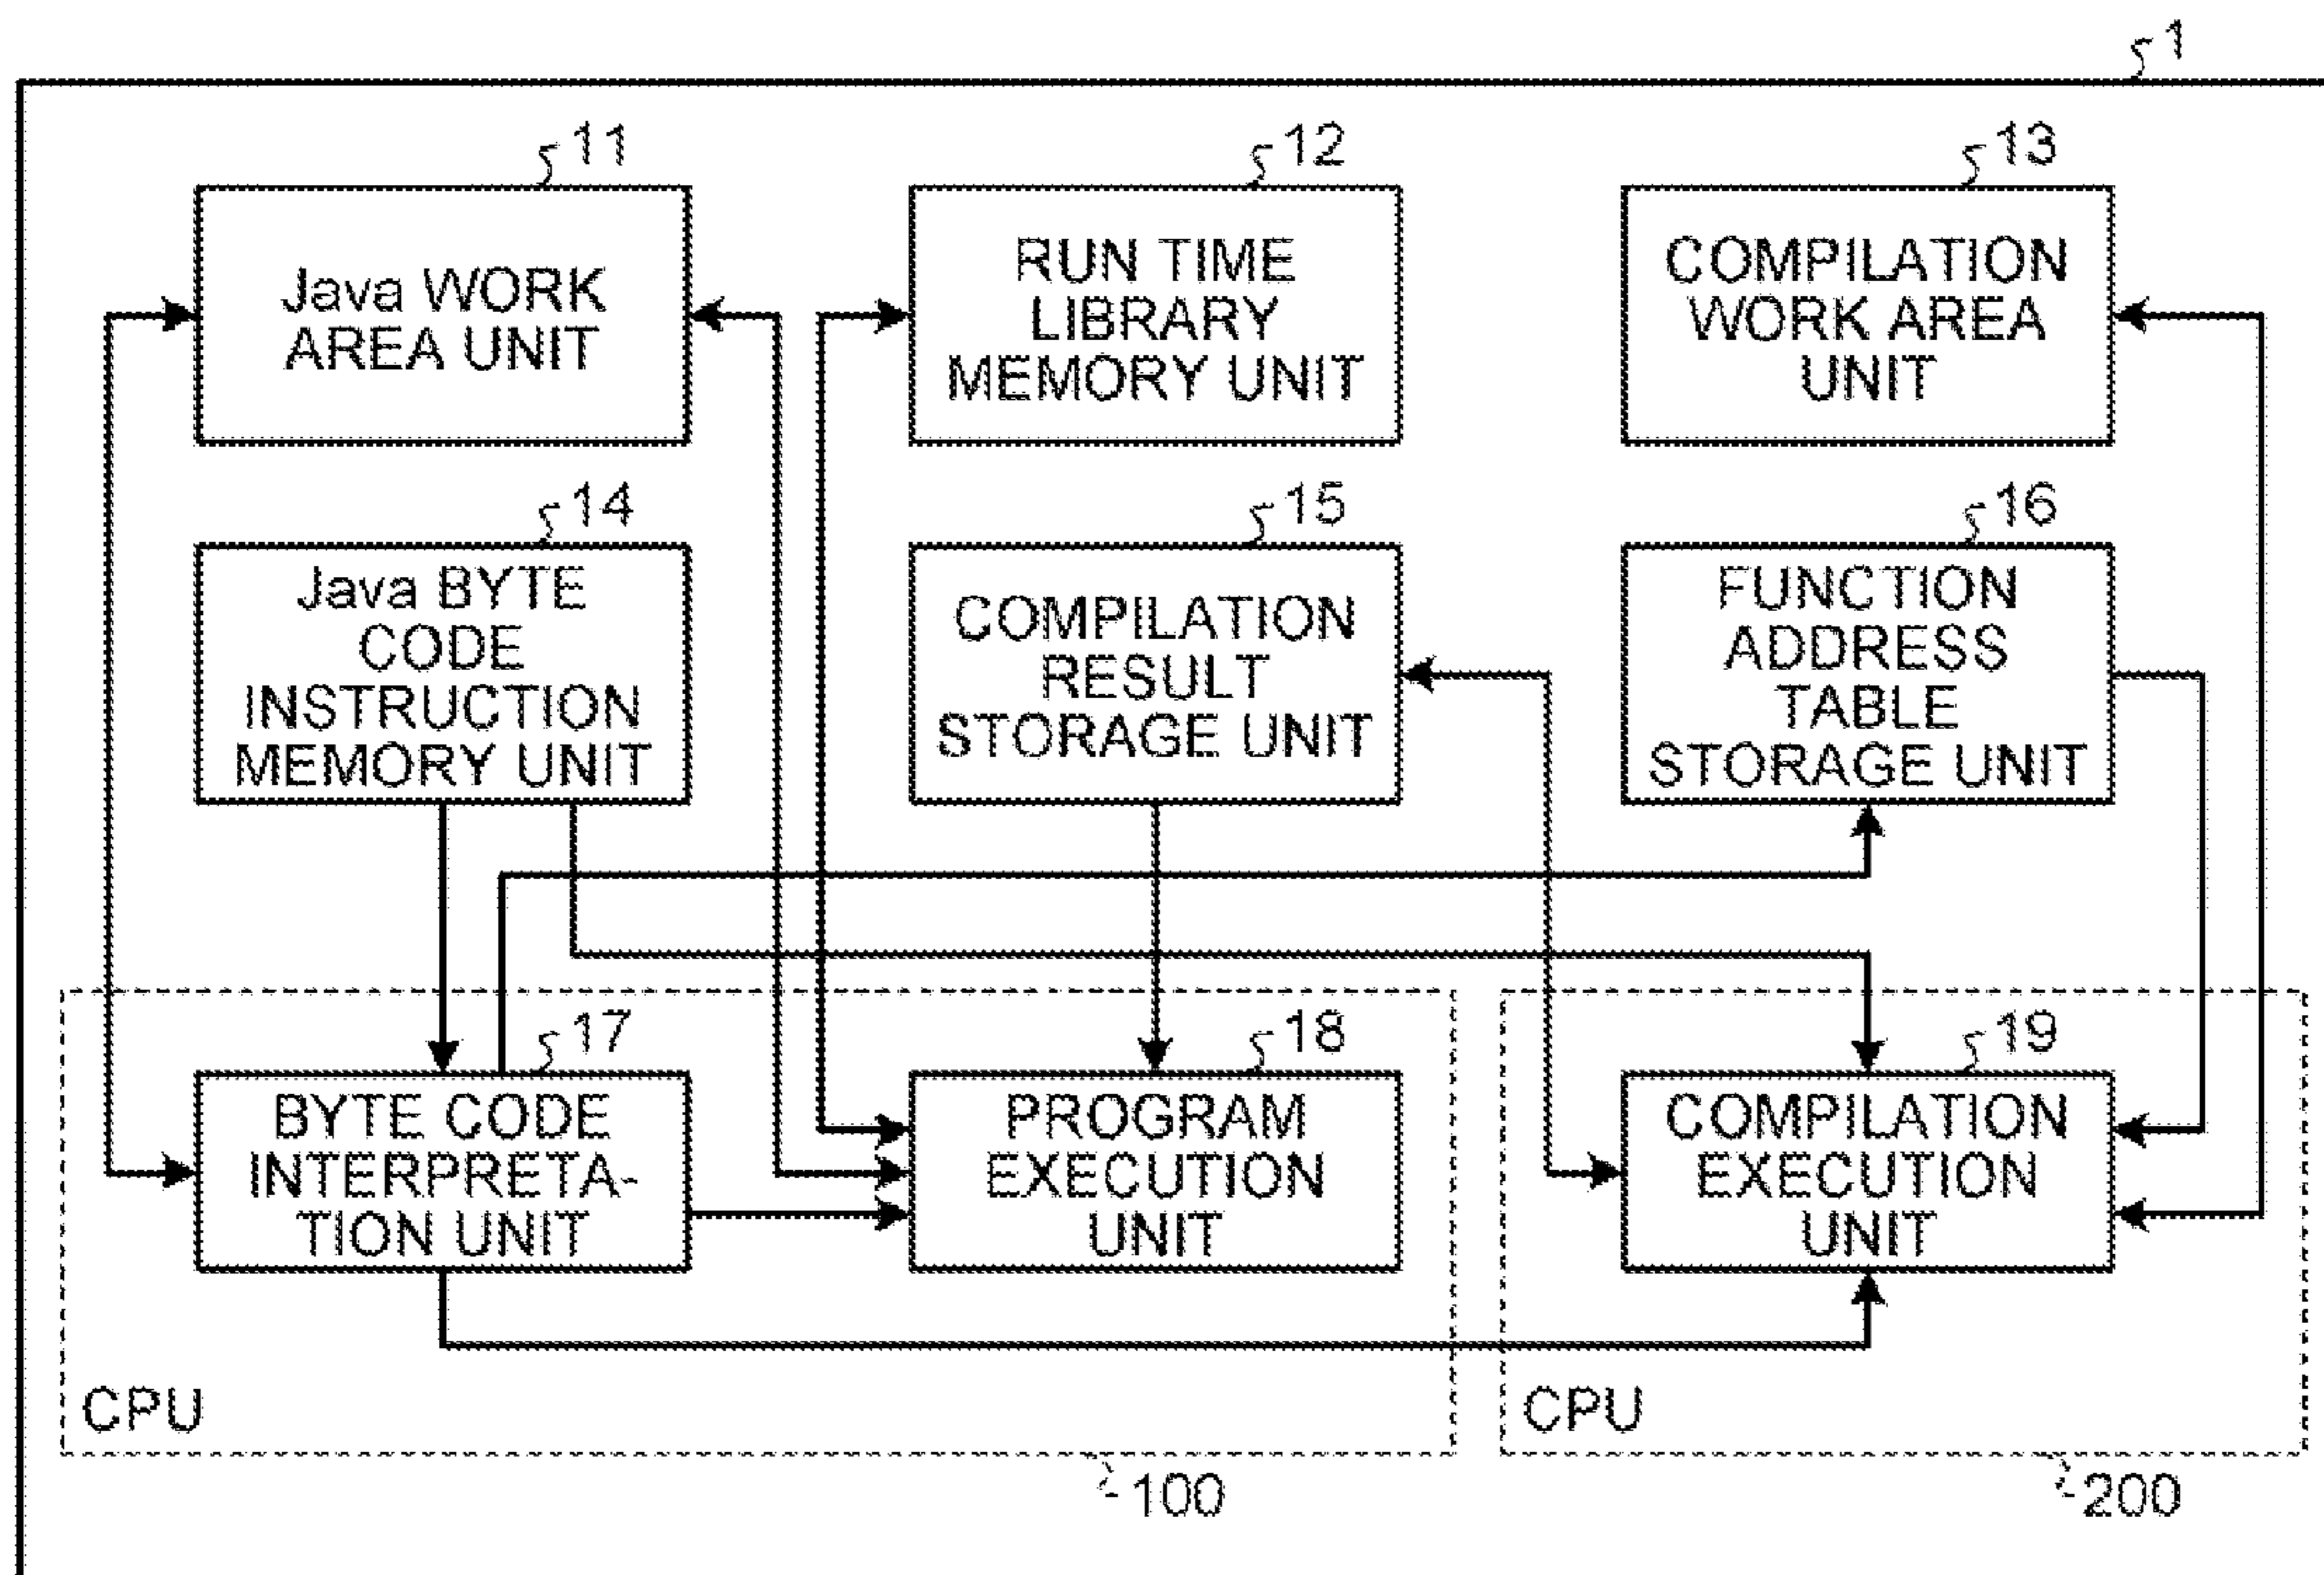 1
11
Java WORK
AREA UNIT
12
RUN TIME
LIBRARY
MEMORY UNIT
13
COMPILATION
WORK AREA
UNIT
14
Java BYTE
CODE
INSTRUCTION
MEMORY UNIT
15
COMPILATION
RESULT
STORAGE UNIT
16
FUNCTION
ADDRESS
TABLE
STORAGE UNIT
17
BYTE CODE
INTERPRETA-
TION UNIT
18
PROGRAM
EXECUTION
UNIT
19
COMPILATION
EXECUTION
UNIT
CPU
100
CPU
200